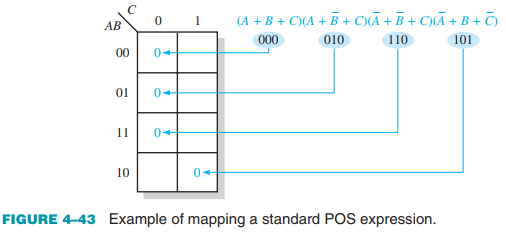 C
AB
0 1
(A + B + C)(A + B̅ + C)(A̅ + B̅ + C)(A̅ + B + C̅)
000 010 110 101
00 0
01 0
11 0
10 0
FIGURE 4–43 Example of mapping a standard POS expression.